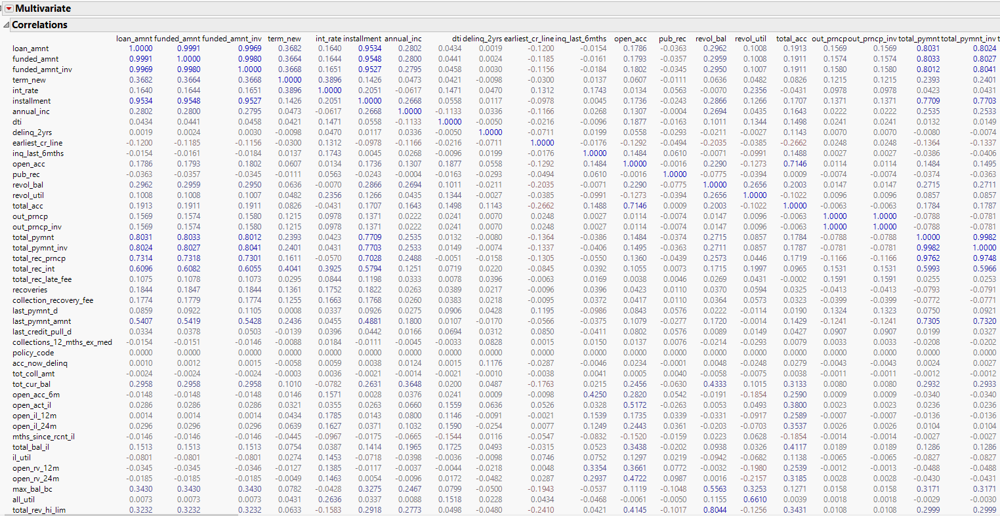 Multivariate
Correlations
loan_amnt funded_amnt funded_amnt_inv term_new int_rate installment annual_inc dti delinq_2yrs earliest_cr_line inq_last_6mths open_acc pub_rec revol_bal revol_util total_acc out_prncp out_prncp_inv total_pymnt total_pymnt_inv t
loan_amnt 1.0000 0.9991 0.9969 0.3682 0.1640 0.9534 0.2802 0.0434 0.0019 -0.1200 -0.0154 0.1786 -0.0363 0.2962 0.1008 0.1913 0.1569 0.1569 0.8031 0.8024
funded_amnt 0.9991 1.0000 0.9980 0.3664 0.1644 0.9548 0.2800 0.0441 0.0024 -0.1185 -0.0161 0.1793 -0.0357 0.2959 0.1008 0.1911 0.1574 0.1574 0.8033 0.8027
funded_amnt_inv 0.9969 0.9980 1.0000 0.3668 0.1651 0.9527 0.2795 0.0458 0.0030 -0.1156 -0.0184 0.1802 -0.0345 0.2950 0.1007 0.1911 0.1580 0.1580 0.8012 0.8041
term_new 0.3682 0.3664 0.3668 1.0000 0.3896 0.1426 0.0473 0.0421 -0.0098 -0.0300 0.0137 0.0607 -0.0111 0.0636 0.0482 0.0826 0.1215 0.1215 0.2393 0.2401
int_rate 0.1640 0.1644 0.1651 0.3896 1.0000 0.2051 -0.0617 0.1471 0.0470 0.1312 0.1743 0.0134 0.0563 -0.0070 0.2356 -0.0431 0.0978 0.0978 0.0423 0.0431
installment 0.9534 0.9548 0.9527 0.1426 0.2051 1.0000 0.2668 0.0558 0.0117 -0.0978 0.0045 0.1736 -0.0243 0.2866 0.1266 0.1707 0.1371 0.1371 0.7709 0.7703
annual_inc 0.2802 0.2800 0.2795 0.0473 -0.0617 0.2668 1.0000 -0.1133 0.0336 -0.1166 0.0268 0.1307 -0.0004 0.2694 0.0435 0.1643 0.0222 0.0222 0.2535 0.2533
dti 0.0434 0.0441 0.0458 0.0421 0.1471 0.0558 -0.1133 1.0000 -0.0050 -0.0216 -0.0096 0.1877 -0.0163 0.1011 0.1344 0.1498 0.0241 0.0241 0.0132 0.0149
delinq_2yrs 0.0019 0.0024 0.0030 -0.0098 0.0470 0.0117 0.0336 -0.0050 1.0000 -0.0711 0.0199 0.0558 -0.0293 -0.0211 -0.0027 0.1143 0.0070 0.0070 -0.0080 -0.0074
earliest_cr_line -0.1200 -0.1185 -0.1156 -0.0300 0.1312 -0.0978 -0.1166 -0.0216 -0.0711 1.0000 -0.0176 -0.1292 -0.0494 -0.2035 -0.0385 -0.2662 0.0248 0.0248 -0.1364 -0.1337
inq_last_6mths -0.0154 -0.0161 -0.0184 0.0137 0.1743 0.0045 0.0268 -0.0096 0.0199 -0.0176 1.0000 0.1484 0.0610 -0.0071 -0.0991 0.1488 0.0027 0.0027 -0.0386 -0.0406
open_acc 0.1786 0.1793 0.1802 0.0607 0.0134 0.1736 0.1307 0.1877 0.0558 -0.1292 0.1484 1.0000 -0.0016 0.2290 -0.1273 0.7146 0.0114 0.0114 0.1484 0.1495
pub_rec -0.0363 -0.0357 -0.0345 -0.0111 0.0563 -0.0243 -0.0004 -0.0163 -0.0293 -0.0494 0.0610 -0.0016 1.0000 -0.0775 -0.0394 0.0009 -0.0074 -0.0074 -0.0374 -0.0363
revol_bal 0.2962 0.2959 0.2950 0.0636 -0.0070 0.2866 0.2694 0.1011 -0.0211 -0.2035 -0.0071 0.2290 -0.0775 1.0000 0.2656 0.2003 0.0147 0.0147 0.2715 0.2711
revol_util 0.1008 0.1008 0.1007 0.0482 0.2356 0.1266 0.0435 0.1344 -0.0027 -0.0385 -0.0991 -0.1273 -0.0394 0.2656 1.0000 -0.1022 0.0096 0.0096 0.0857 0.0857
total_acc 0.1913 0.1911 0.1911 0.0826 -0.0431 0.1707 0.1643 0.1498 0.1143 -0.2662 0.1488 0.7146 0.0009 0.2003 -0.1022 1.0000 -0.0063 -0.0063 0.1784 0.1787
out_prncp 0.1569 0.1574 0.1580 0.1215 0.0978 0.1371 0.0222 0.0241 0.0070 0.0248 0.0027 0.0114 -0.0074 0.0147 0.0096 -0.0063 1.0000 1.0000 -0.0788 -0.0781
out_prncp_inv 0.1569 0.1574 0.1580 0.1215 0.0978 0.1371 0.0222 0.0241 0.0070 0.0248 0.0027 0.0114 -0.0074 0.0147 0.0096 -0.0063 1.0000 1.0000 -0.0788 -0.0781
total_pymnt 0.8031 0.8033 0.8012 0.2393 0.0423 0.7709 0.2535 0.0132 -0.0080 -0.1364 -0.0386 0.1484 -0.0374 0.2715 0.0857 0.1784 -0.0788 -0.0788 1.0000 0.9982
total_pymnt_inv 0.8024 0.8027 0.8041 0.2401 0.0431 0.7703 0.2533 0.0149 -0.0074 -0.1337 -0.0406 0.1495 -0.0363 0.2711 0.0857 0.1787 -0.0781 -0.0781 0.9982 1.0000
total_rec_prncp 0.7314 0.7318 0.7301 0.1611 -0.0570 0.7028 0.2488 -0.0051 -0.0158 -0.1305 -0.0550 0.1360 -0.0439 0.2573 0.0446 0.1719 -0.1166 -0.1166 0.9762 0.9748
total_rec_int 0.6096 0.6082 0.6055 0.4041 0.3925 0.5794 0.1251 0.0719 0.0220 -0.0845 0.0392 0.1055 0.0073 0.1715 0.1997 0.0965 0.1531 0.1531 0.5993 0.5966
total_rec_late_fee 0.1075 0.1078 0.1073 0.0295 0.0844 0.1198 0.0333 0.0078 0.0396 -0.0063 0.0169 0.0038 0.0046 0.0269 0.0431 -0.0002 0.1591 0.1591 0.0255 0.0253
recoveries 0.1844 0.1847 0.1844 0.1361 0.1752 0.1822 0.0263 0.0389 0.0217 -0.0096 0.0396 0.0423 0.0110 0.0370 0.0594 0.0325 -0.0413 -0.0413 -0.0793 -0.0791
collection_recovery_fee 0.1774 0.1779 0.1774 0.1255 0.1663 0.1768 0.0260 0.0383 0.0218 -0.0095 0.0372 0.0417 0.0110 0.0364 0.0573 0.0323 -0.0399 -0.0399 -0.0772 -0.0771
last_pymnt_d 0.0859 0.0922 0.1105 0.0008 0.0337 0.0926 0.0275 0.0906 0.0428 0.1195 -0.0986 0.0843 0.0576 0.0222 -0.0114 0.0190 0.1324 0.1323 0.0750 0.0921
last_pymnt_amnt 0.5407 0.5419 0.5428 0.2436 0.0455 0.4881 0.1800 0.0107 -0.0170 -0.0566 -0.0375 0.1079 -0.0277 0.1720 -0.0014 0.1429 -0.1241 -0.1241 0.7305 0.7320
last_credit_pull_d 0.0334 0.0378 0.0503 -0.0139 0.0396 0.0442 0.0166 0.0694 0.0312 0.0850 -0.0411 0.0802 0.0576 0.0089 0.0149 0.0427 0.0907 0.0907 0.0199 0.0327
collections_12_mths_ex_med -0.0154 -0.0151 -0.0146 -0.0088 0.0184 -0.0111 -0.0045 -0.0033 0.0828 0.0015 0.0150 0.0137 0.0076 -0.0214 -0.0293 0.0079 0.0033 0.0033 -0.0208 -0.0202
policy_code 0.0000 0.0000 0.0000 0.0000 0.0000 0.0000 0.0000 0.0000 0.0000 0.0000 0.0000 0.0000 0.0000 0.0000 0.0000 0.0000 0.0000 0.0000 0.0000 0.0000
acc_now_delinq 0.0010 0.0012 0.0015 -0.0058 0.0059 0.0038 0.0124 0.0015 0.1176 -0.0287 -0.0046 0.0234 -0.0001 0.0048 -0.0248 0.0279 -0.0043 -0.0043 0.0024 0.0027
tot_coll_amt -0.0024 -0.0024 -0.0024 -0.0003 0.0036 -0.0021 -0.0014 -0.0021 -0.0010 -0.0038 0.0041 0.0005 0.0040 -0.0058 -0.0075 0.0038 -0.0011 -0.0011 -0.0012 -0.0012
tot_cur_bal 0.2958 0.2958 0.2958 0.1010 -0.0782 0.2631 0.3648 0.0200 0.0487 -0.1763 0.0215 0.2456 -0.0630 0.4333 0.1015 0.3133 0.0080 0.0080 0.2932 0.2933
open_acc_6m -0.0148 -0.0148 -0.0148 0.0146 0.1571 0.0028 0.0376 0.0241 0.0009 -0.0098 0.4250 0.2820 0.0542 -0.0191 -0.1854 0.2590 0.0009 0.0009 -0.0340 -0.0340
open_act_il 0.0286 0.0286 0.0286 0.0321 0.0355 0.0263 0.0660 0.1559 0.0636 0.0526 0.0328 0.5172 -0.0263 0.0053 0.0493 0.3800 0.0023 0.0023 0.0236 0.0236
open_il_12m 0.0014 0.0014 0.0014 0.0434 0.1785 0.0143 0.0800 0.1146 -0.0091 -0.0021 0.1539 0.1735 0.0339 -0.0331 -0.0917 0.2589 -0.0007 -0.0007 -0.0136 -0.0136
open_il_24m 0.0296 0.0296 0.0296 0.0639 0.1627 0.0371 0.1032 0.1590 -0.0254 0.0077 0.1249 0.2443 0.0361 -0.0203 -0.0703 0.3537 0.0026 0.0026 0.0104 0.0104
mths_since_rcnt_il -0.0146 -0.0146 -0.0146 -0.0445 -0.0967 -0.0175 -0.0665 -0.1544 0.0116 -0.0547 -0.0832 -0.1520 -0.0159 0.0223 0.0628 -0.1854 -0.0014 -0.0014 -0.0027 -0.0027
total_bal_il 0.1513 0.1513 0.1513 0.0754 0.0387 0.1414 0.1965 0.1725 0.0493 -0.0315 0.0523 0.3438 -0.0202 0.0938 0.0326 0.4117 0.0189 0.0189 0.1286 0.1286
il_util -0.0801 -0.0801 -0.0801 0.0274 0.1453 -0.0718 -0.0398 -0.0036 -0.0098 0.0746 0.0752 0.1297 0.0219 -0.0942 -0.0682 0.1138 -0.0065 -0.0065 -0.0827 -0.0827
open_rv_12m -0.0345 -0.0345 -0.0346 -0.0127 0.1385 -0.0117 -0.0037 -0.0044 -0.0218 0.0048 0.3354 0.3661 0.0772 -0.0032 -0.1980 0.2539 -0.0012 -0.0013 -0.0488 -0.0488
open_rv_24m -0.0185 -0.0185 -0.0185 -0.0049 0.1463 0.0054 -0.0096 0.0172 -0.0482 0.0287 0.2937 0.4722 0.0987 0.0016 -0.2157 0.3185 0.0028 0.0028 -0.0430 -0.0431
max_bal_bc 0.3430 0.3430 0.3430 0.0782 -0.0428 0.3275 0.2467 0.0799 -0.0500 -0.1943 -0.0537 0.1119 -0.1048 0.5563 0.3253 0.1271 0.0158 0.0158 0.3171 0.3171
all_util 0.0073 0.0073 0.0073 0.0431 0.2636 0.0337 0.0088 0.1518 0.0228 0.0434 -0.0468 -0.0061 -0.0050 0.1155 0.6610 0.0039 0.0018 0.0018 -0.0029 -0.0030
total_rev_hi_lim 0.3232 0.3232 0.3232 0.0633 -0.1583 0.2918 0.2773 0.0498 -0.0480 -0.2410 0.0421 0.4145 -0.1017 0.8044 -0.1256 0.3431 0.0108 0.0108 0.2999 0.2999